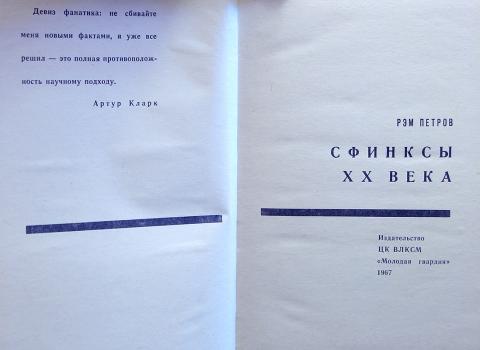 Девиз фанатика: не сбивайте
меня новыми фактами, я уже все
решил — это полная противополож-
ность научному подходу.
Артур Кларк
РЭМ ПЕТРОВ
СФИНКСЫ
XX ВЕКА
Издательство
ЦК ВЛКСМ
«Молодая гвардия»
1967